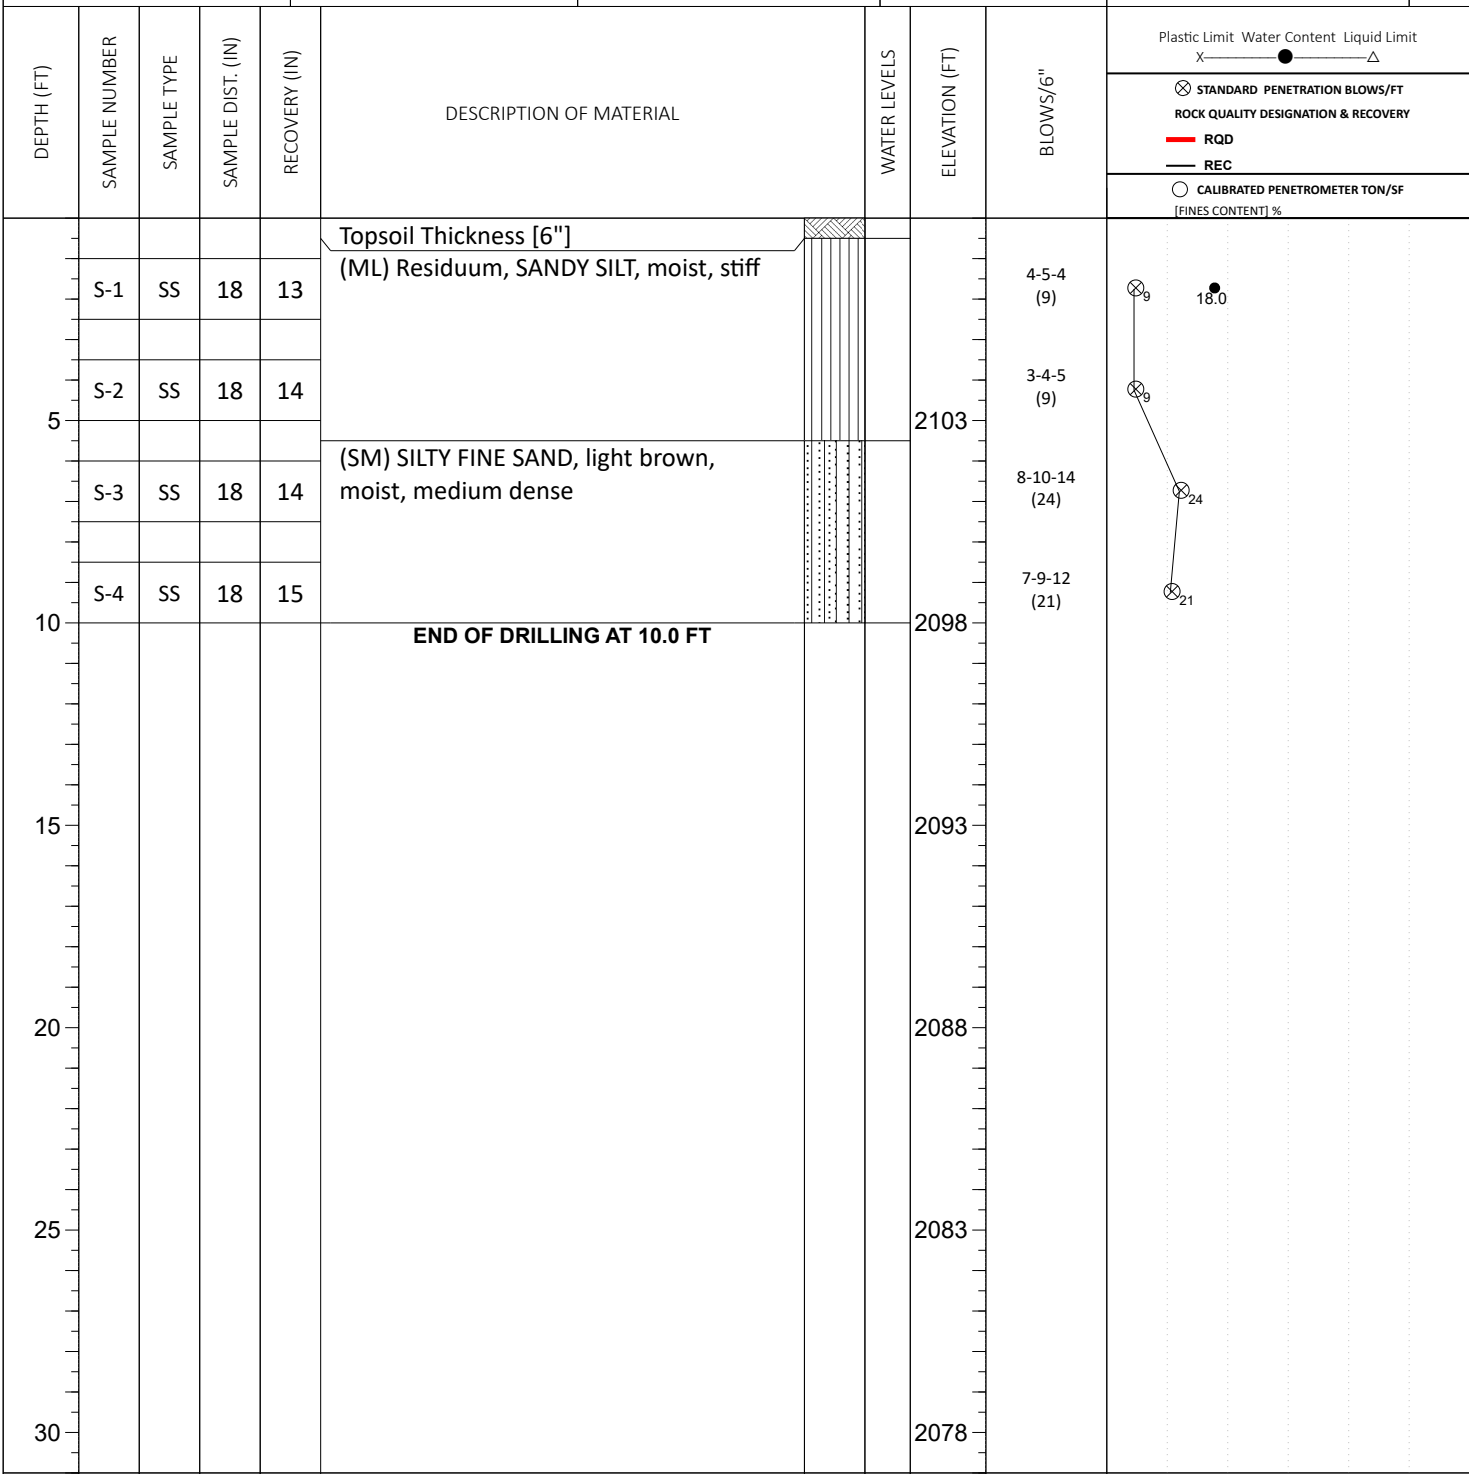 DEPTH (FT)
SAMPLE NUMBER
SAMPLE TYPE
SAMPLE DIST. (IN)
RECOVERY (IN)
DESCRIPTION OF MATERIAL
WATER LEVELS
ELEVATION (FT)
BLOWS/6"
Plastic Limit Water Content Liquid Limit
X
STANDARD PENETRATION BLOWS/FT
ROCK QUALITY DESIGNATION & RECOVERY
RQD
REC
CALIBRATED PENETROMETER TON/SF
[FINES CONTENT] %
Topsoil Thickness [6"]
(ML) Residuum, SANDY SILT, moist, stiff
S-1 SS 18 13
4-5-4
(9)
9
18.0
S-2 SS 18 14
3-4-5
(9)
9
5
2103
(SM) SILTY FINE SAND, light brown,
moist, medium dense
S-3 SS 18 14
8-10-14
(24)
24
S-4 SS 18 15
7-9-12
(21)
21
10
2098
END OF DRILLING AT 10.0 FT
15
2093
20
2088
25
2083
30
2078